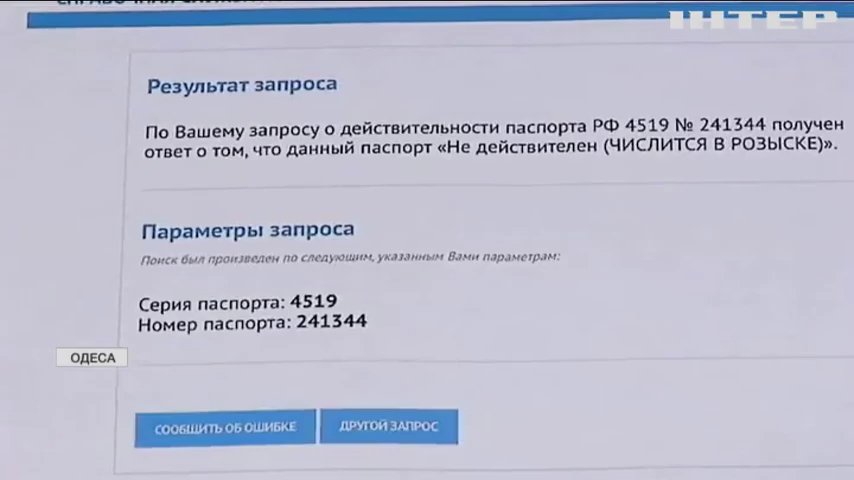 ІНТЕР
Результат запроса
По Вашему запросу о действительности паспорта РФ 4519 № 241344 получен
ответ о том, что данный паспорт «Не действителен (ЧИСЛИТСЯ В РОЗЫСКЕ)».
Параметры запроса
Поиск был произведен по следующим, указанным Вами параметрам:
Серия паспорта: 4519
Номер паспорта: 241344
ОДЕСА
СООБЩИТЬ ОБ ОШИБКЕ
ДРУГОЙ ЗАПРОС